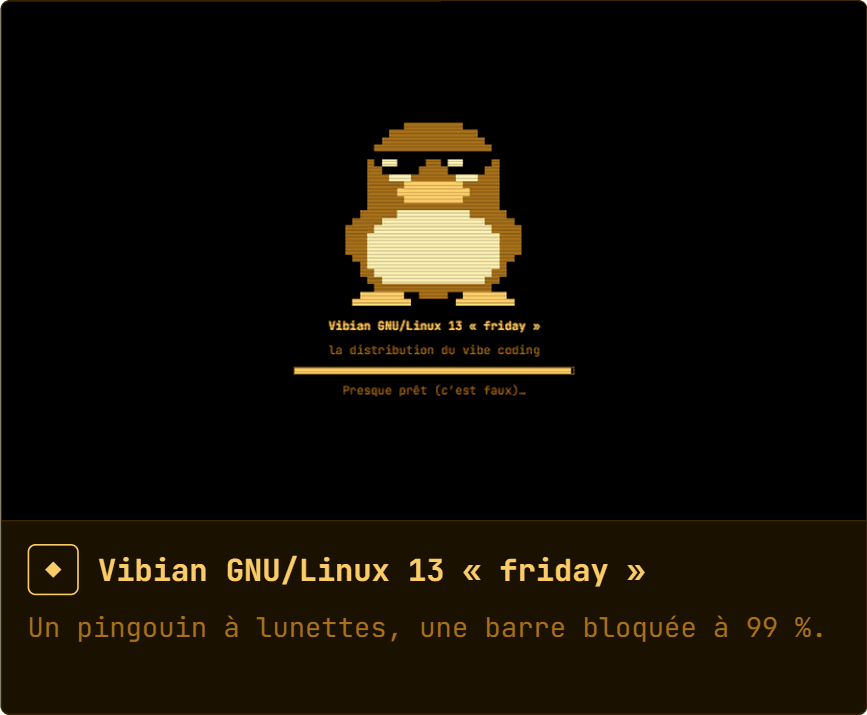 Vibian GNU/Linux 13 « friday »
la distribution du vibe coding
Presque prêt (c’est faux)…
Vibian GNU/Linux 13 « friday »
Un pingouin à lunettes, une barre bloquée à 99 %.